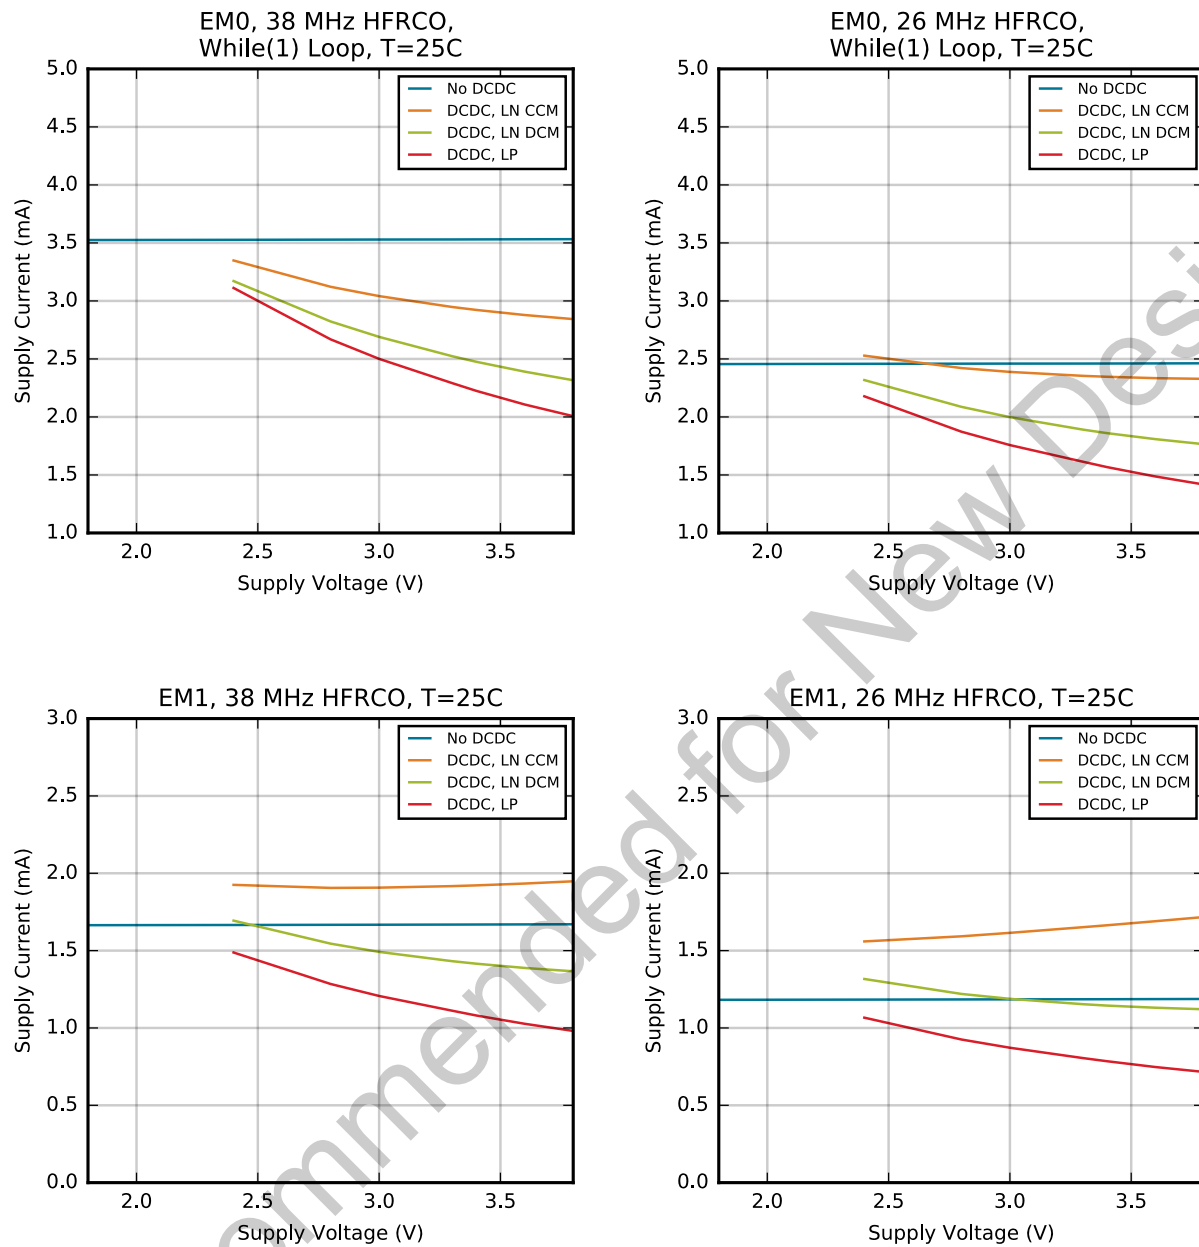 EM0, 38 MHz HFRCO,
While(1) Loop, T=25C
5.0
4.5
4.0
3.5
3.0
2.5
2.0
1.5
1.0
Supply Current (mA)
No DCDC
DCDC, LN CCM
DCDC, LN DCM
DCDC, LP
2.0 2.5 3.0 3.5
Supply Voltage (V)
EM0, 26 MHz HFRCO,
While(1) Loop, T=25C
5.0
4.5
4.0
3.5
3.0
2.5
2.0
1.5
1.0
Supply Current (mA)
No DCDC
DCDC, LN CCM
DCDC, LN DCM
DCDC, LP
2.0 2.5 3.0 3.5
Supply Voltage (V)
EM1, 38 MHz HFRCO, T=25C
3.0
2.5
2.0
1.5
1.0
0.5
0.0
Supply Current (mA)
No DCDC
DCDC, LN CCM
DCDC, LN DCM
DCDC, LP
2.0 2.5 3.0 3.5
Supply Voltage (V)
EM1, 26 MHz HFRCO, T=25C
3.0
2.5
2.0
1.5
1.0
0.5
0.0
Supply Current (mA)
No DCDC
DCDC, LN CCM
DCDC, LN DCM
DCDC, LP
2.0 2.5 3.0 3.5
Supply Voltage (V)
ommended for New Desi